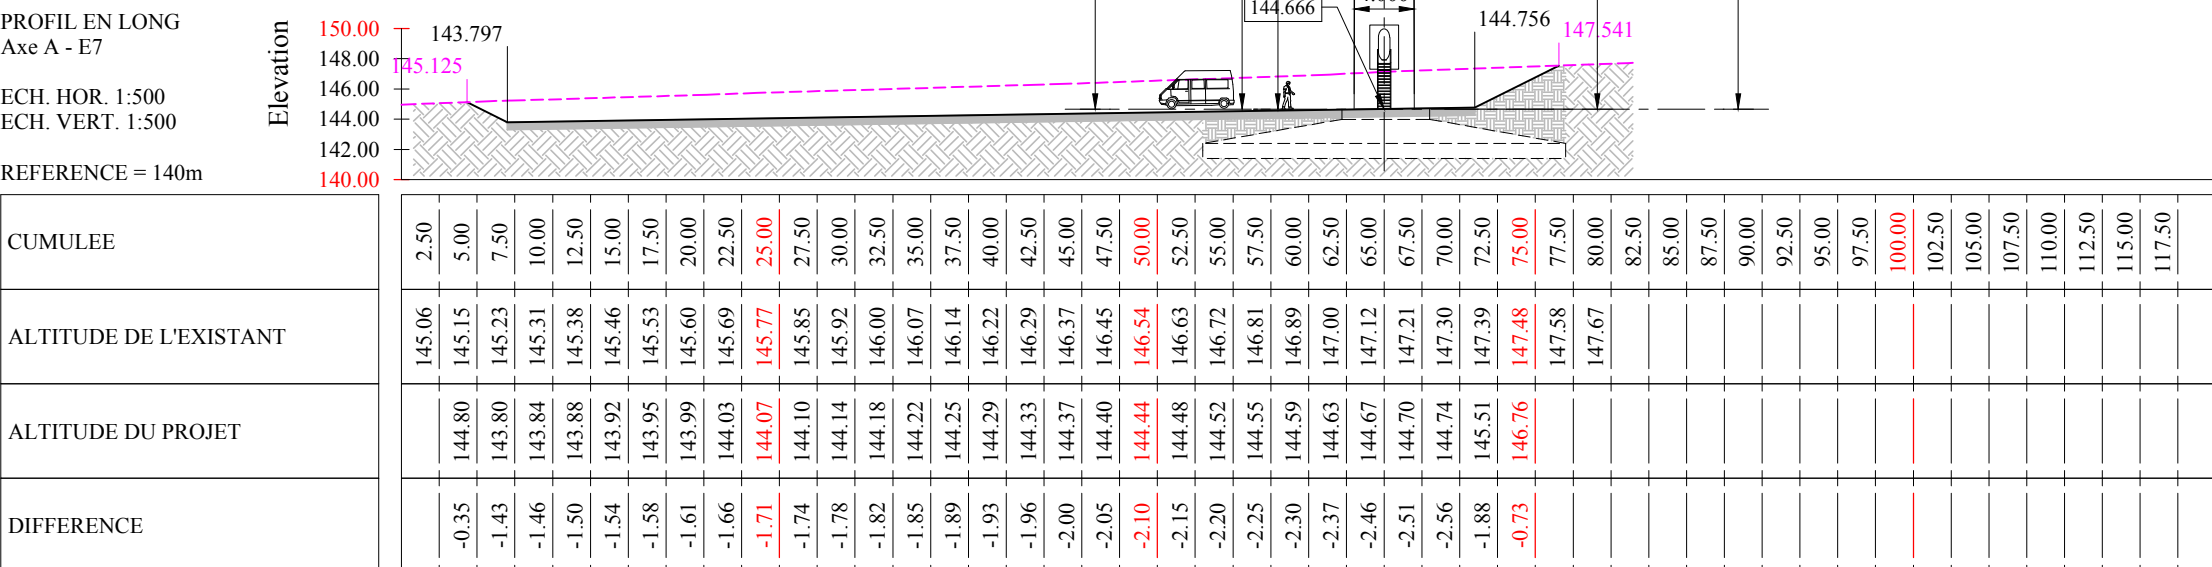 PROFIL EN LONG
Axe A - E7
ECH. HOR. 1:500
ECH. VERT. 1:500
REFERENCE = 140m
Elevation
150.00
148.00
146.00
144.00
142.00
140.00
145.125
143.797
144.666
144.756
147.541
CUMULEE 2.50 5.00 7.50 10.00 12.50 15.00 17.50 20.00 22.50 25.00 27.50 30.00 32.50 35.00 37.50 40.00 42.50 45.00 47.50 50.00 52.50 55.00 57.50 60.00 62.50 65.00 67.50 70.00 72.50 75.00 77.50 80.00 82.50 85.00 87.50 90.00 92.50 95.00 97.50 100.00 102.50 105.00 107.50 110.00 112.50 115.00 117.50
ALTITUDE DE L'EXISTANT 145.06 145.15 145.23 145.31 145.38 145.46 145.53 145.60 145.69 145.77 145.85 145.92 146.00 146.07 146.14 146.22 146.29 146.37 146.45 146.54 146.63 146.72 146.81 146.89 147.00 147.12 147.21 147.30 147.39 147.48 147.58 147.67
ALTITUDE DU PROJET 144.80 143.80 143.84 143.88 143.92 143.95 143.99 144.03 144.07 144.10 144.14 144.18 144.22 144.25 144.29 144.33 144.37 144.40 144.44 144.48 144.52 144.55 144.59 144.63 144.67 144.70 144.74 145.51 146.76
DIFFERENCE -0.35 -1.43 -1.46 -1.50 -1.54 -1.58 -1.61 -1.66 -1.71 -1.74 -1.78 -1.82 -1.85 -1.89 -1.93 -1.96 -2.00 -2.05 -2.10 -2.15 -2.20 -2.25 -2.30 -2.37 -2.46 -2.51 -2.56 -1.88 -0.73